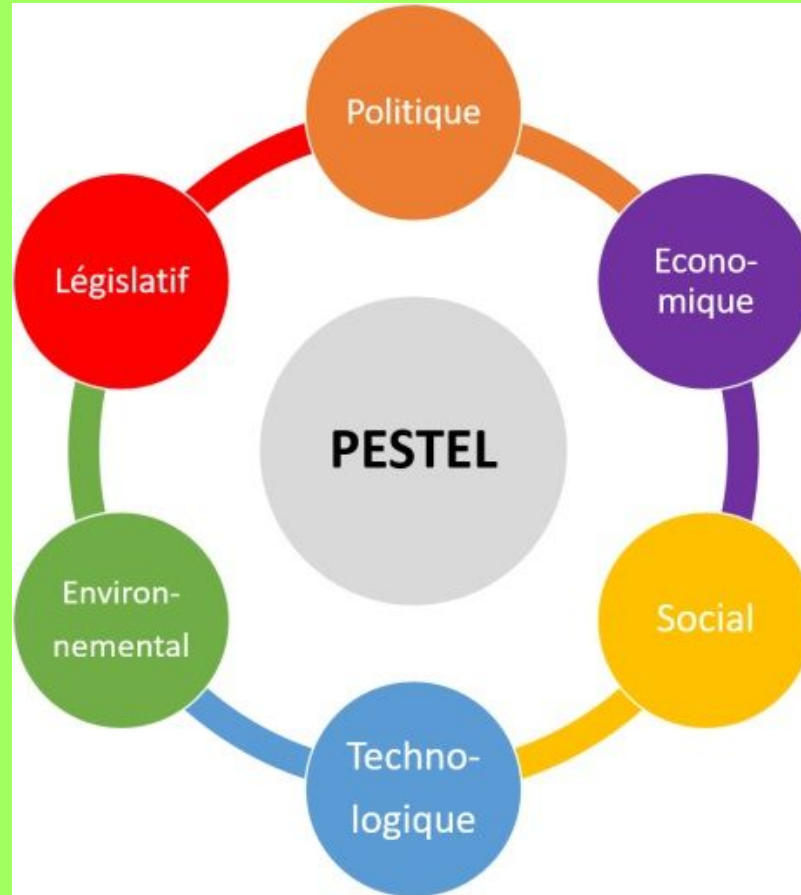 Politique
Econo-
mique
Social
Techno-
logique
Environ-
nemental
Législatif
PESTEL